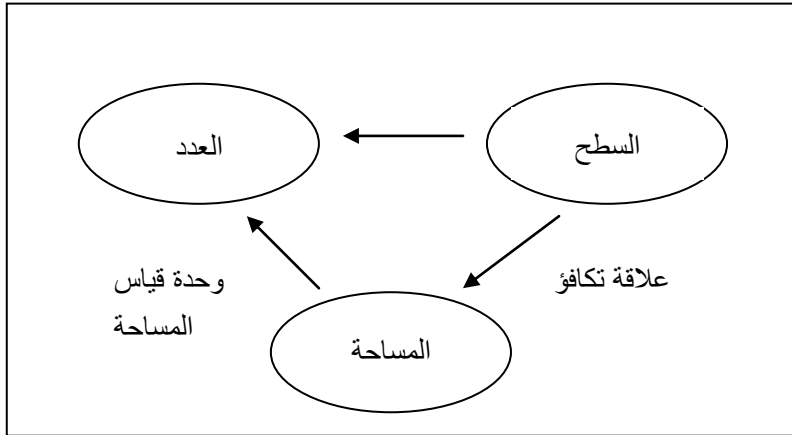 السطح
العدد
علاقة تكافؤ
وحدة قياس
المساحة
المساحة